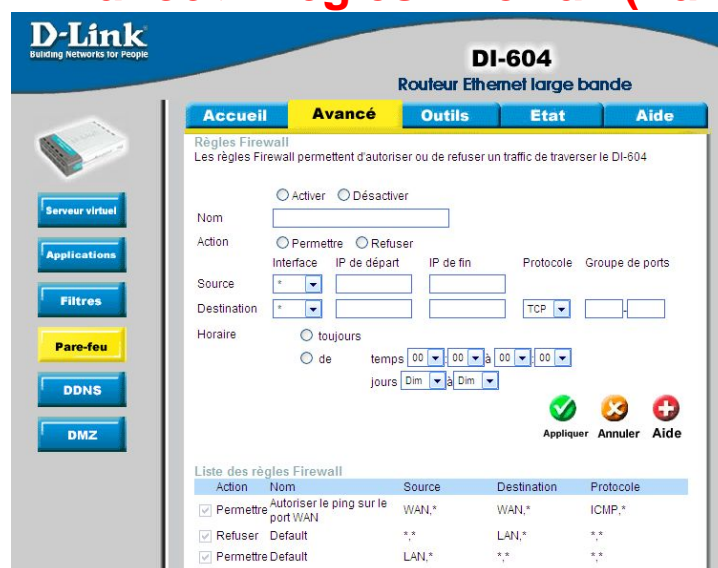 D-Link
Building Networks for People
DI-604
Routeur Ethernet large bande
Accueil Avancé Outils Etat Aide
Serveur virtuel
Applications
Filtres
Pare-feu
DDNS
DMZ
Règles Firewall
Les règles Firewall permettent d'autoriser ou de refuser un traffic de traverser le DI-604
Activer Désactiver
Nom
Action Permettre Refuser
Interface IP de départ IP de fin Protocole Groupe de ports
Source *
Destination * TCP -
Horaire toujours
de temps 00 : 00 à 00 : 00
jours Dim à Dim
Appliquer Annuler Aide
Liste des règles Firewall
Action Nom Source Destination Protocole
Permettre Autoriser le ping sur le port WAN WAN,* WAN,* ICMP,*
Refuser Default *,* LAN,* *,*
Permettre Default LAN,* *,* *,*